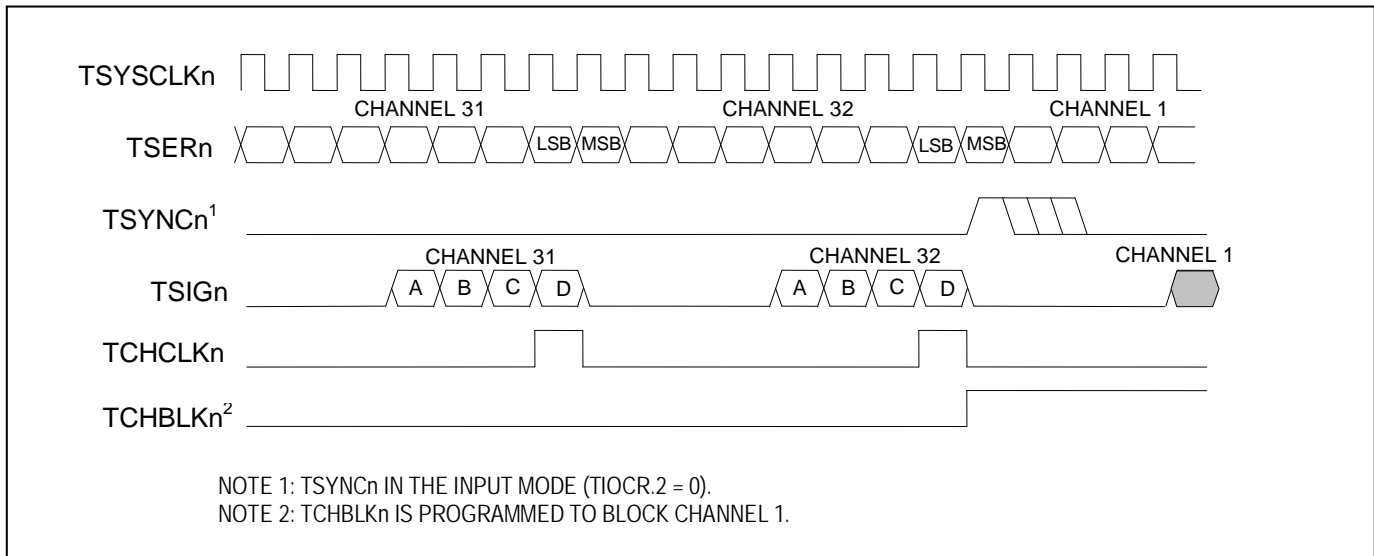 TSYSCLKn
CHANNEL 31 CHANNEL 32 CHANNEL 1
TSERn LSB MSB LSB MSB
TSYNCn¹
CHANNEL 31 CHANNEL 32 CHANNEL 1
TSIGn A B C D A B C D
TCHCLKn
TCHBLKn²
NOTE 1: TSYNCn IN THE INPUT MODE (TIOCR.2 = 0).
NOTE 2: TCHBLKn IS PROGRAMMED TO BLOCK CHANNEL 1.